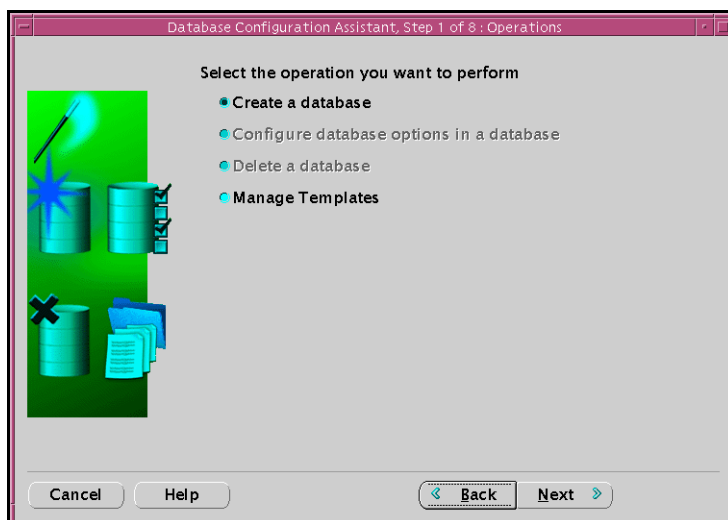 Database Configuration Assistant, Step 1 of 8 : Operations
Select the operation you want to perform
Create a database
Configure database options in a database
Delete a database
Manage Templates
Cancel
Help
Back
Next